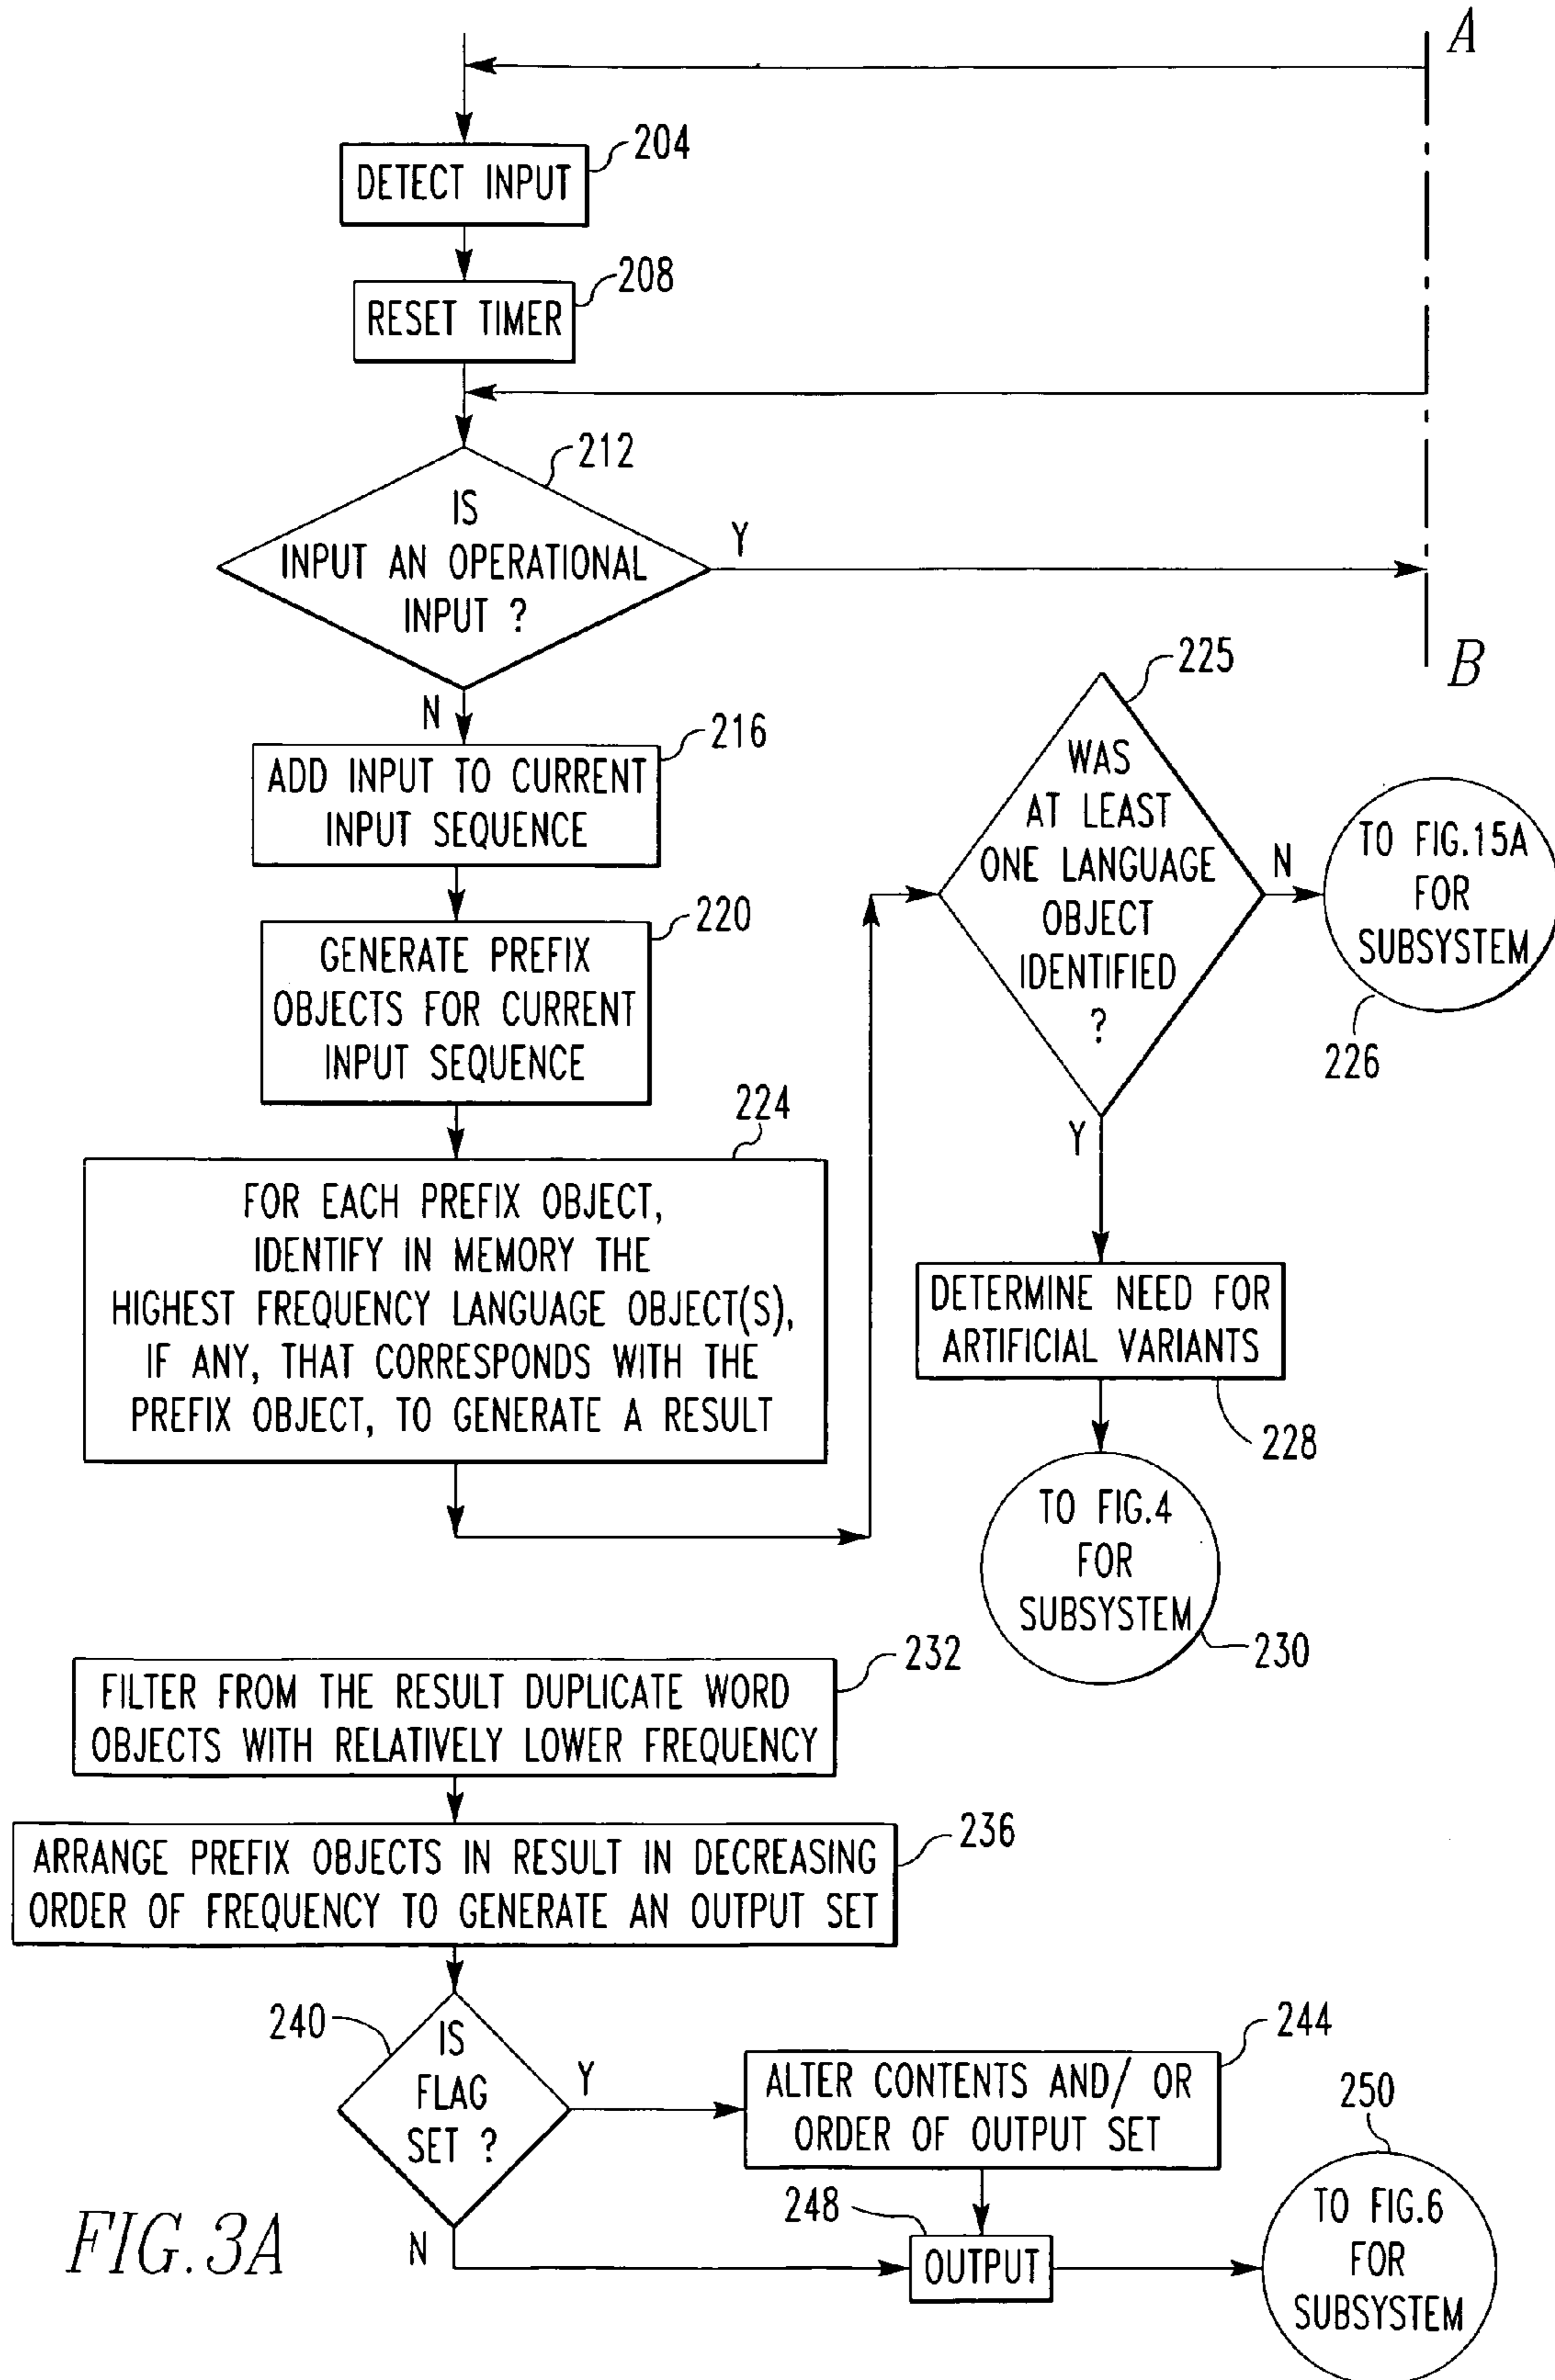 A
204
DETECT INPUT
208
RESET TIMER
212
IS
INPUT AN OPERATIONAL
INPUT ?
Y
B
N
216
ADD INPUT TO CURRENT
INPUT SEQUENCE
220
GENERATE PREFIX
OBJECTS FOR CURRENT
INPUT SEQUENCE
224
FOR EACH PREFIX OBJECT,
IDENTIFY IN MEMORY THE
HIGHEST FREQUENCY LANGUAGE OBJECT(S),
IF ANY, THAT CORRESPONDS WITH THE
PREFIX OBJECT, TO GENERATE A RESULT
225
WAS
AT LEAST
ONE LANGUAGE
OBJECT
IDENTIFIED
?
N
TO FIG.15A
FOR
SUBSYSTEM
226
Y
DETERMINE NEED FOR
ARTIFICIAL VARIANTS
228
TO FIG.4
FOR
SUBSYSTEM
230
232
FILTER FROM THE RESULT DUPLICATE WORD
OBJECTS WITH RELATIVELY LOWER FREQUENCY
236
ARRANGE PREFIX OBJECTS IN RESULT IN DECREASING
ORDER OF FREQUENCY TO GENERATE AN OUTPUT SET
240
IS
FLAG
SET ?
Y
244
ALTER CONTENTS AND/ OR
ORDER OF OUTPUT SET
N
248
OUTPUT
250
TO FIG.6
FOR
SUBSYSTEM
FIG.3A